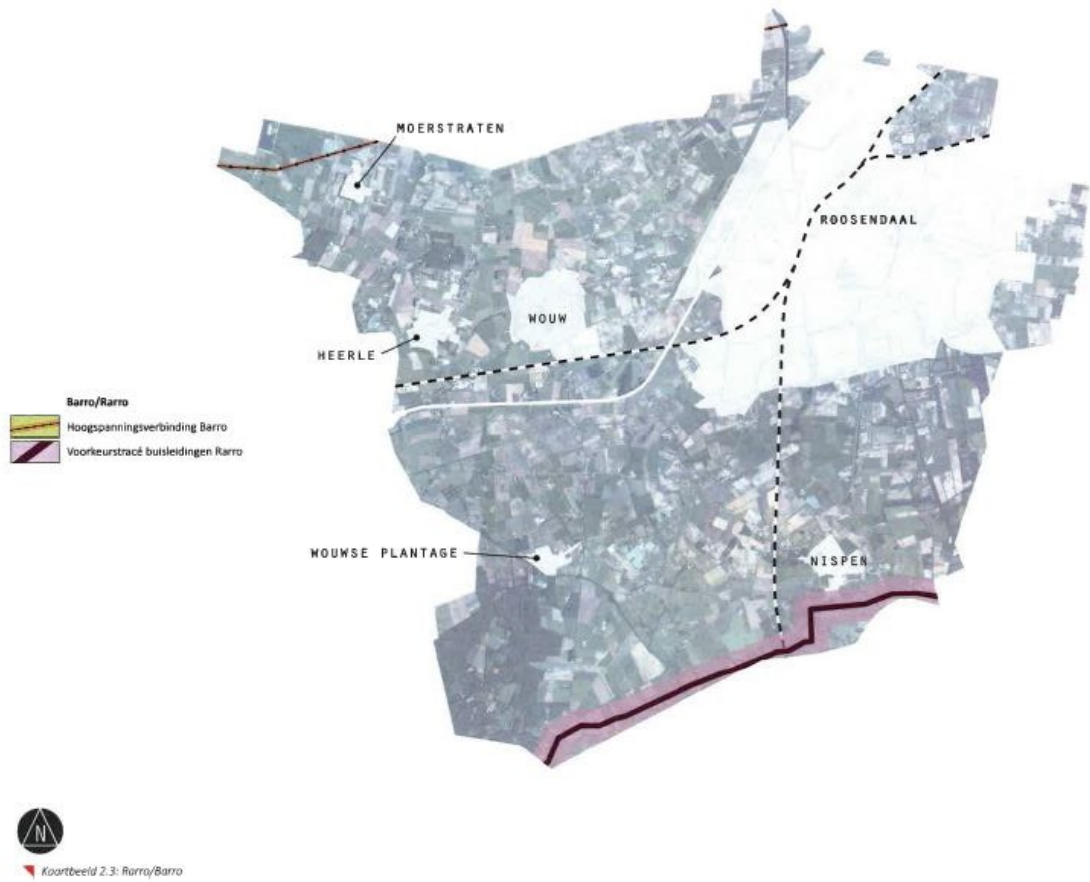 MOERSTRATEN
ROOSENDAAL
WOUW
HEERLE
Barro/Rarro
Hoogspanningsverbinding Barro
Voorkeurstracé buisleidingen Rarro
WOUWSE PLANTAGE
NISPEN
N
Kaartbeeld 2.3: Rarro/Barro